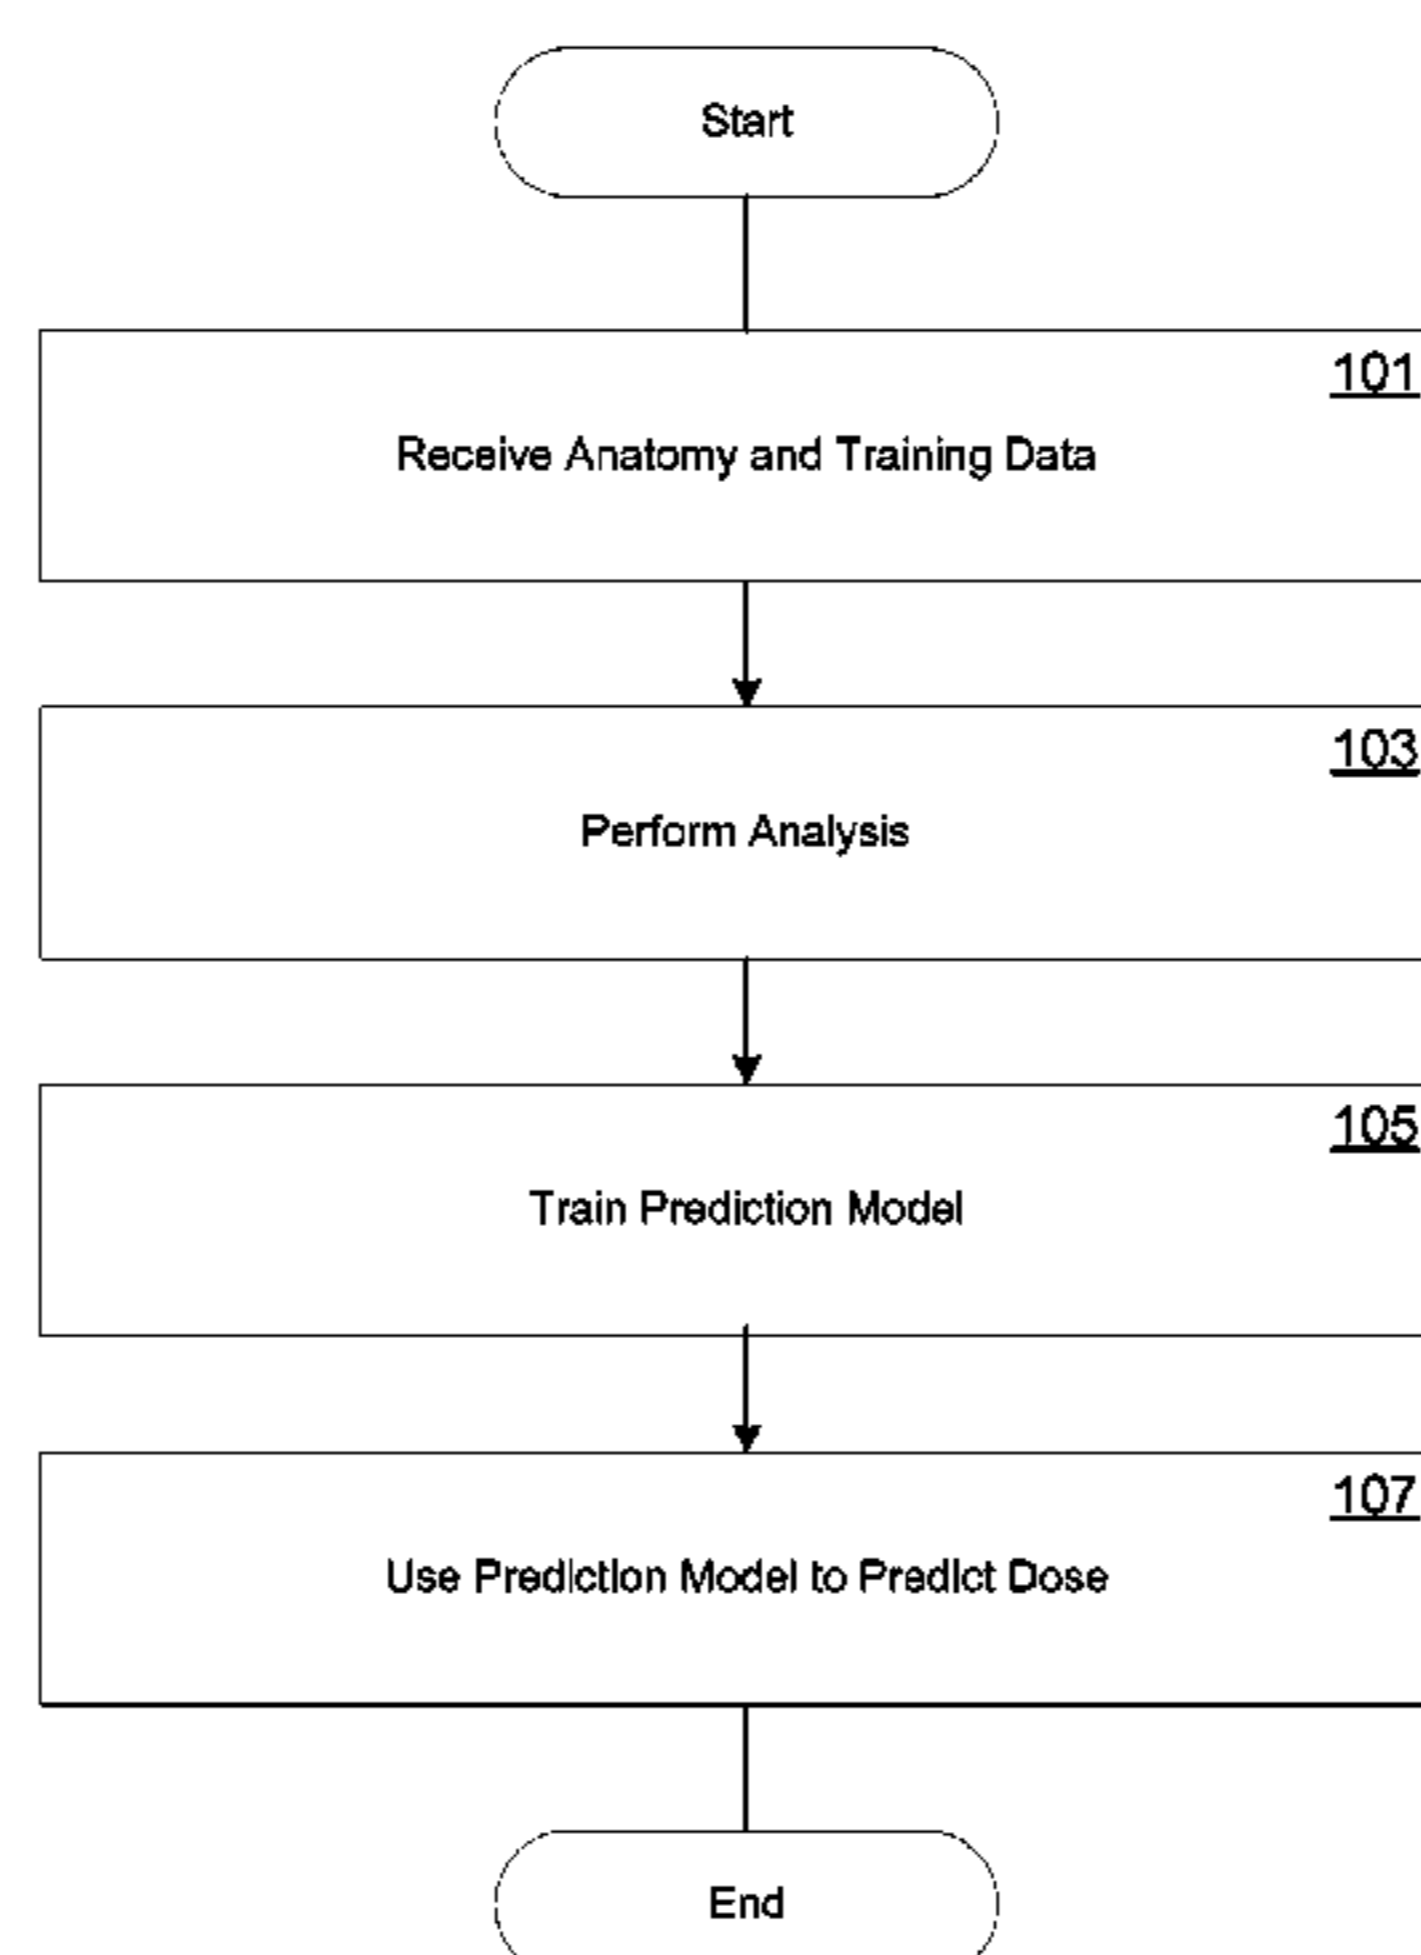 Start
101
Receive Anatomy and Training Data
103
Perform Analysis
105
Train Prediction Model
107
Use Prediction Model to Predict Dose
End